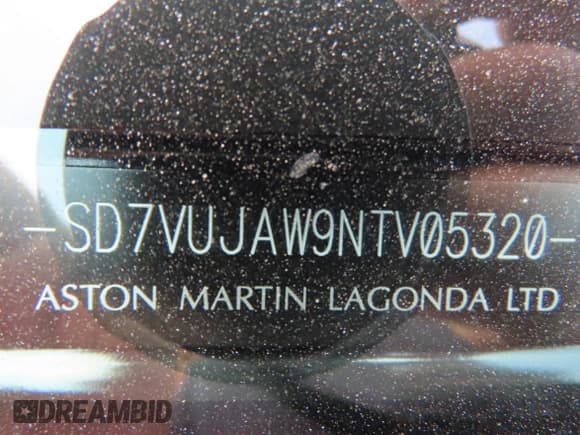 -SD7VUJAW9NTV05320-
ASTON MARTIN LAGONDA LTD
DREAMBID